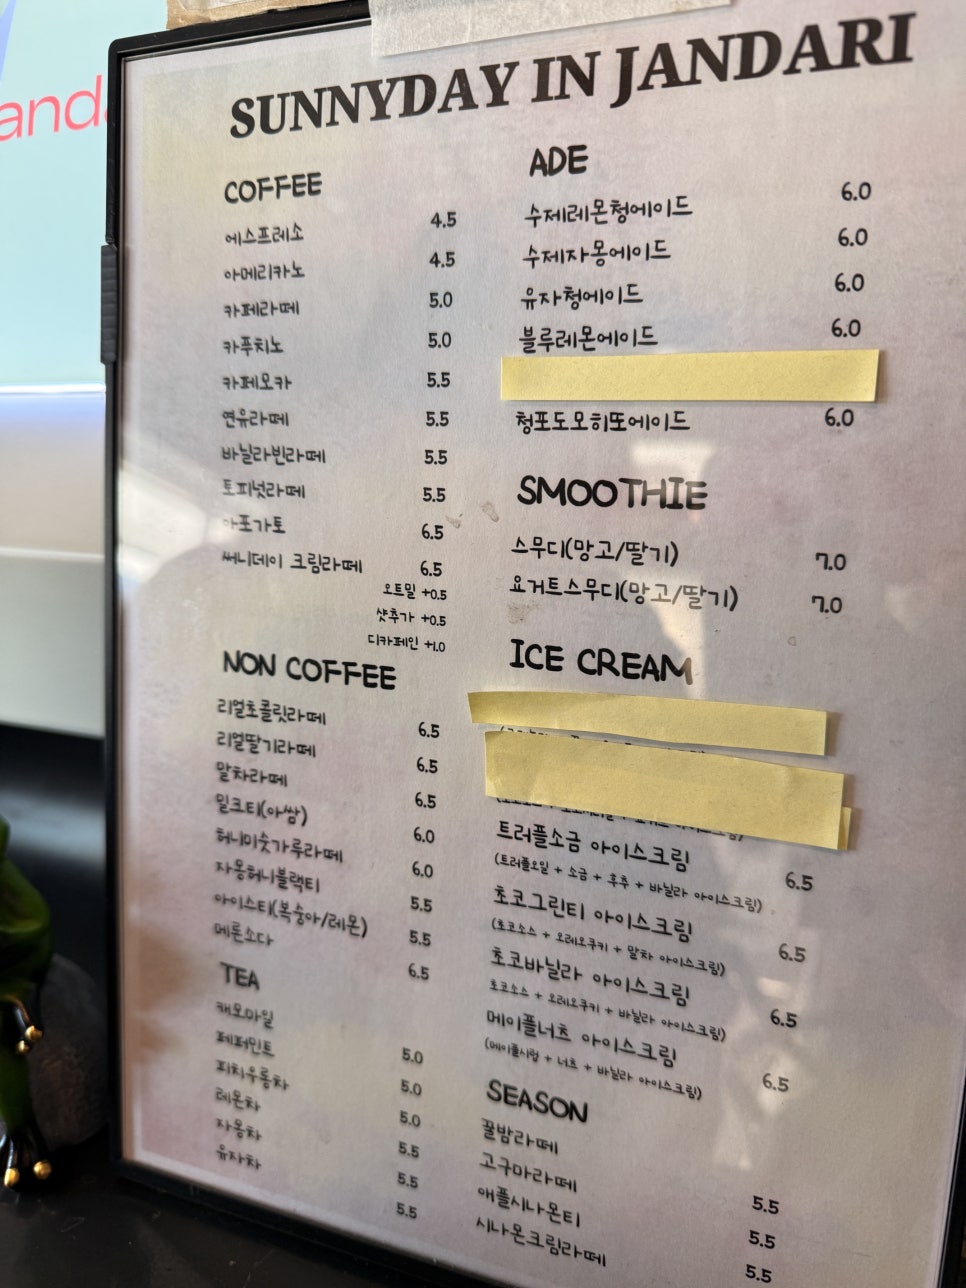 anda
SUNNYDAY IN JANDARI
COFFEE
에스프레소 4.5
아메리카노 4.5
카페라떼 5.0
카푸치노 5.0
카페모카 5.5
연유라떼 5.5
바닐라빈라떼 5.5
토피넛라떼 5.5
아포가토 6.5
써니데이 크림라떼 6.5
오트밀 +0.5
샷추가 +0.5
디카페인 +1.0
NON COFFEE
리얼초콜릿라떼 6.5
리얼딸기라떼 6.5
말차라떼 6.5
밀크티(아쌈) 6.0
허니미숫가루라떼 6.0
자몽허니블랙티 5.5
아이스티(복숭아/레몬) 5.5
메론소다 6.5
TEA
캐모마일 5.0
페퍼민트 5.0
피치우롱차 5.0
레몬차 5.5
자몽차 5.5
유자차 5.5
ADE
수제레몬청에이드 6.0
수제자몽에이드 6.0
유자청에이드 6.0
블루레몬에이드 6.0
청포도모히또에이드 6.0
SMOOTHIE
스무디(망고/딸기) 7.0
요거트스무디(망고/딸기) 7.0
ICE CREAM
트러플소금 아이스크림 6.5
(트러플오일 + 소금 + 후추 + 바닐라 아이스크림)
초코그린티 아이스크림 6.5
(초코소스 + 오레오쿠키 + 말차 아이스크림)
초코바닐라 아이스크림 6.5
초코소스 + 오레오쿠키 + 바닐라 아이스크림)
메이플너츠 아이스크림 6.5
(메이플시럽 + 너츠 + 바닐라 아이스크림)
SEASON
꿀밤라떼 5.5
고구마라떼 5.5
애플시나몬티 5.5
시나몬크림라떼